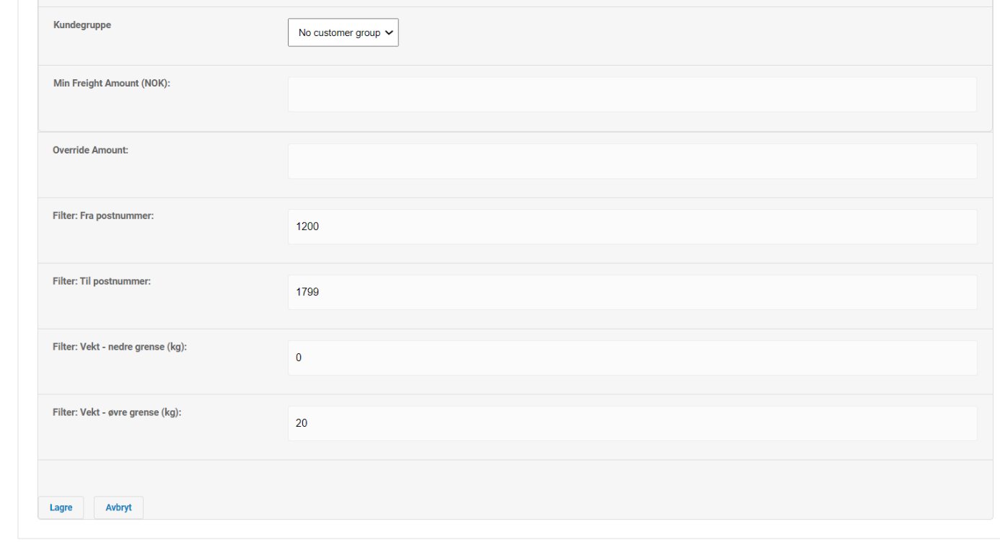 Kundegruppe
No customer group
Min Freight Amount (NOK):
Override Amount:
Filter: Fra postnummer:
1200
Filter: Til postnummer:
1799
Filter: Vekt - nedre grense (kg):
0
Filter: Vekt - øvre grense (kg):
20
Lagre
Avbryt